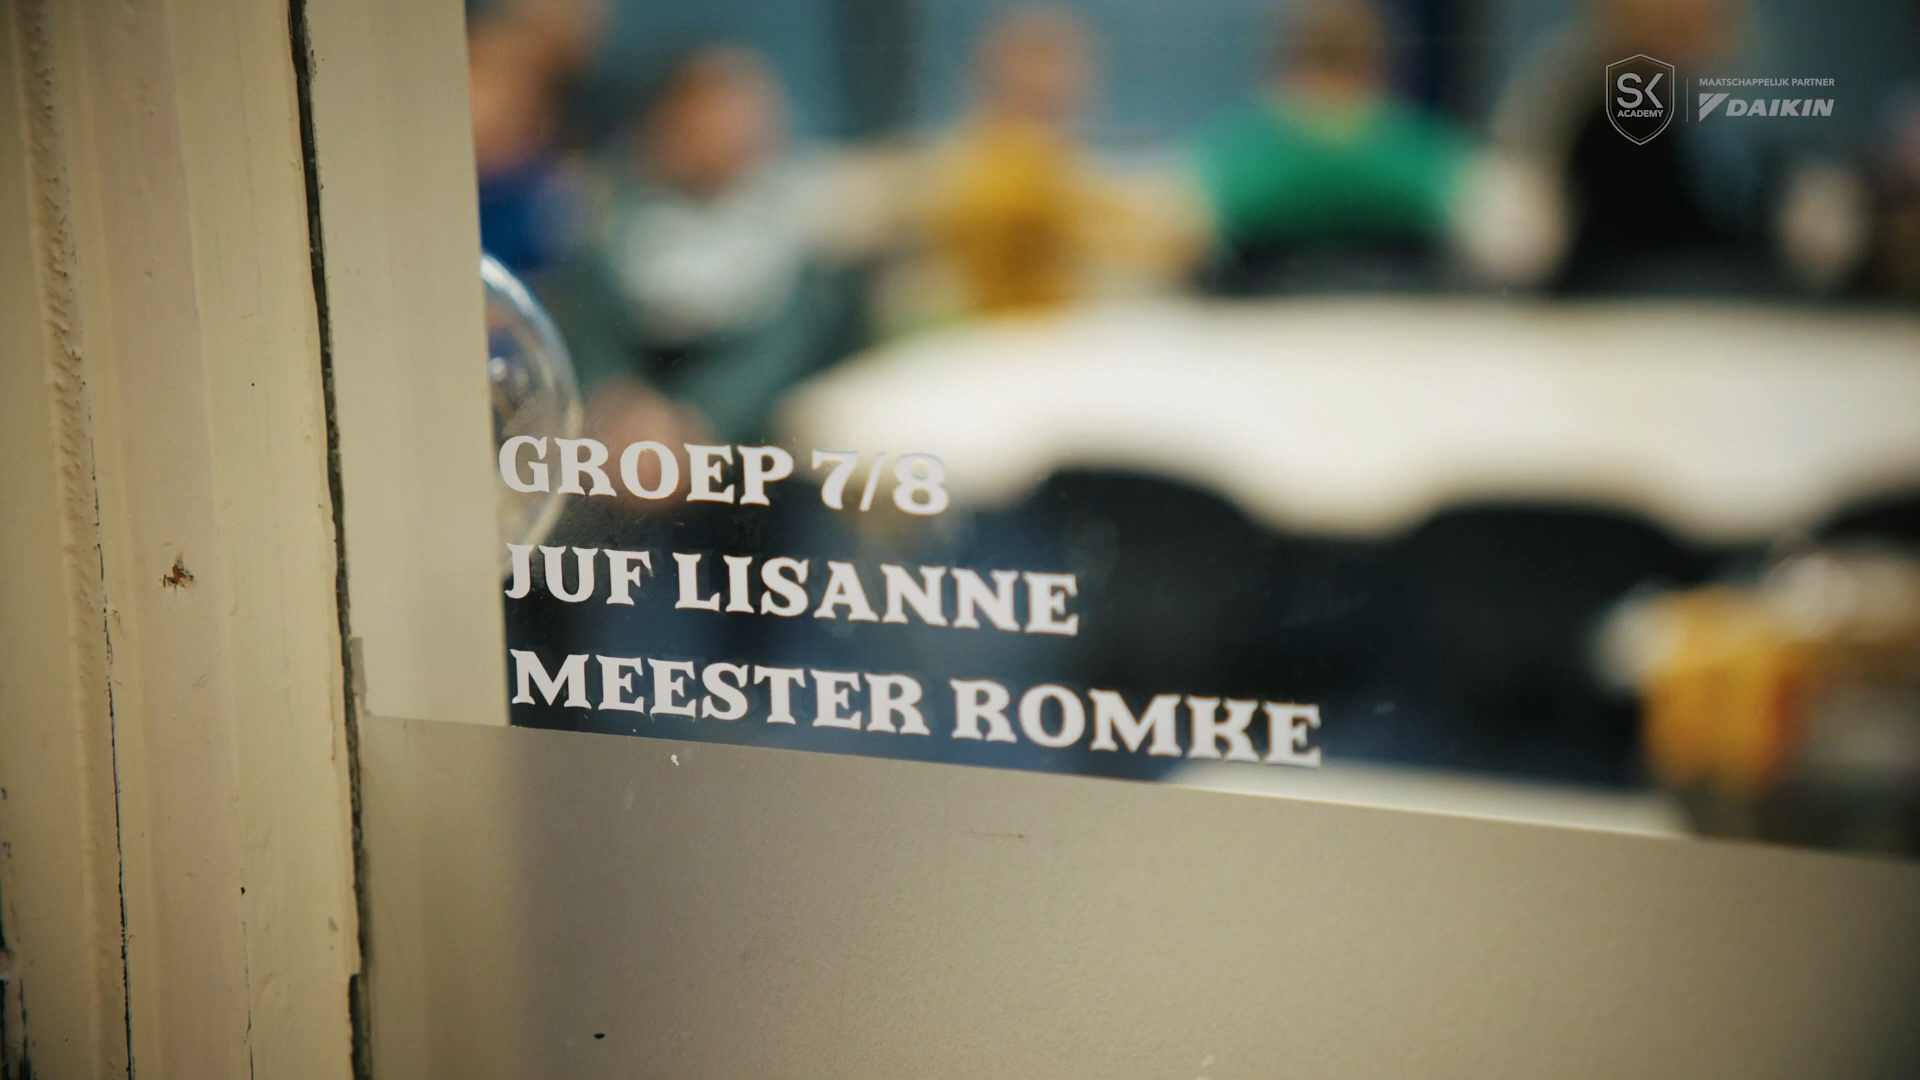 SK
ACADEMY
MAATSCHAPPELIJK PARTNER
DAIKIN
GROEP 7/8
JUF LISANNE
MEESTER ROMKE